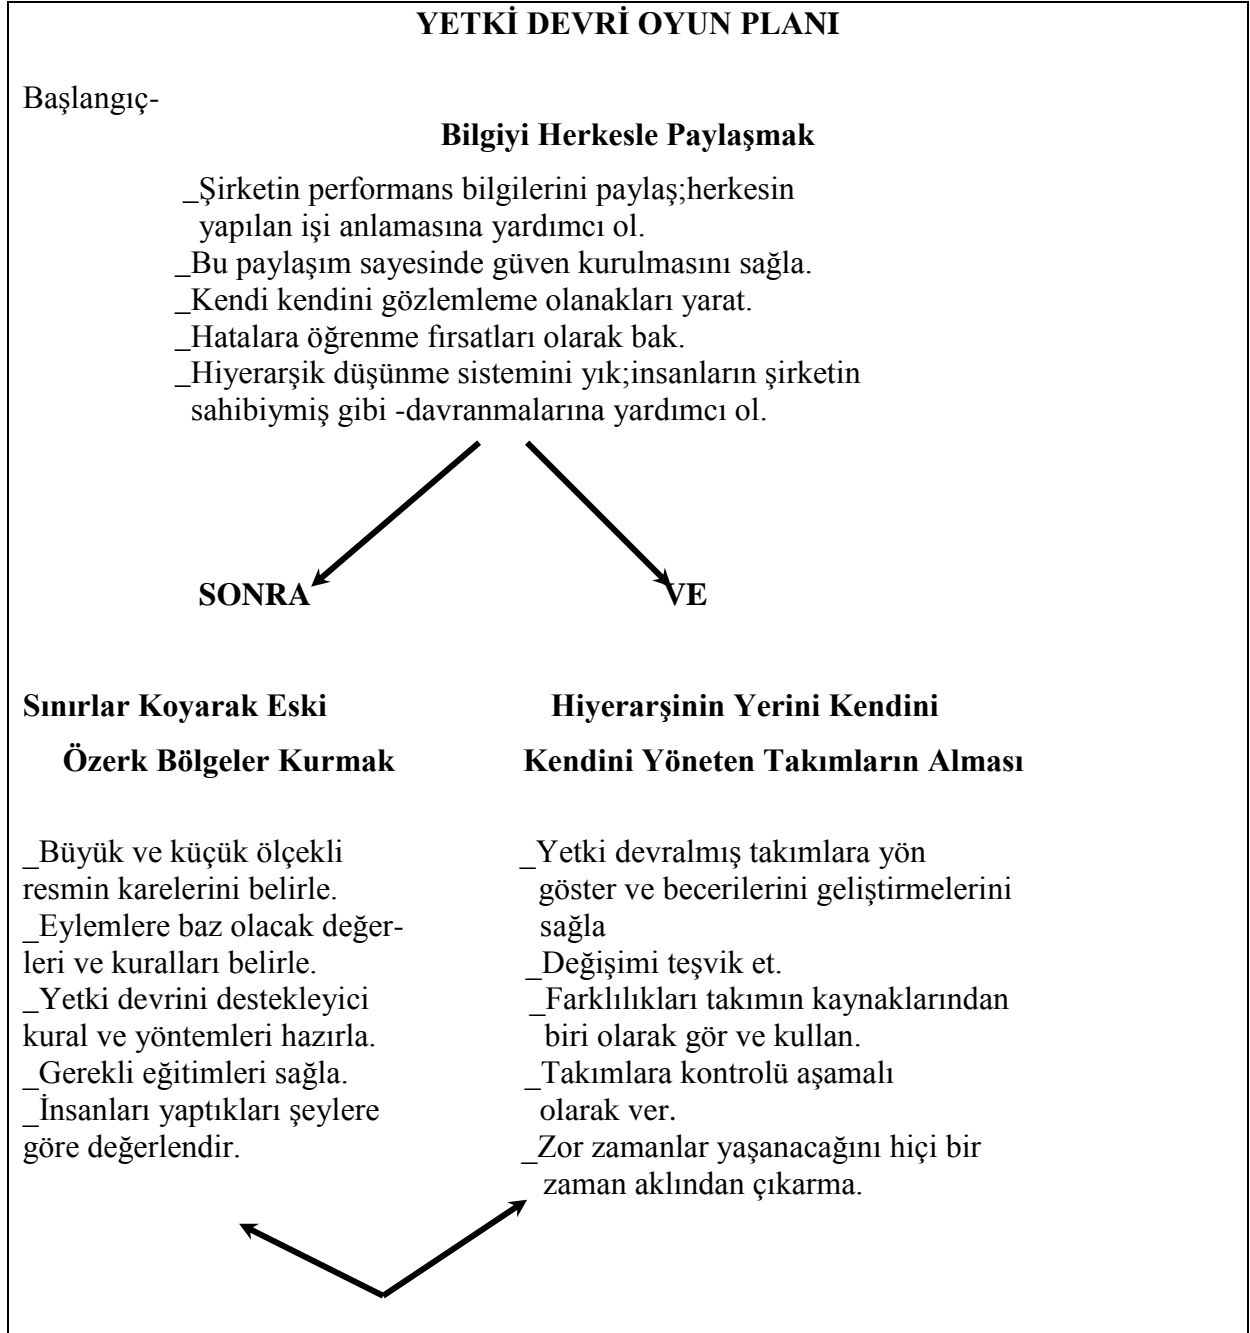 YETKİ DEVRİ OYUN PLANI
Başlangıç-
Bilgiyi Herkesle Paylaşmak
_Şirketin performans bilgilerini paylaş;herkesin
yapılan işi anlamasına yardımcı ol.
_Bu paylaşım sayesinde güven kurulmasını sağla.
_Kendi kendini gözlemleme olanakları yarat.
_Hatalara öğrenme fırsatları olarak bak.
_Hiyerarşik düşünme sistemini yık;insanların şirketin
sahibiymiş gibi -davranmalarına yardımcı ol.
SONRA VE
Sınırlar Koyarak Eski
Özerk Bölgeler Kurmak
_Büyük ve küçük ölçekli
resmin karelerini belirle.
_Eylemlere baz olacak değer-
leri ve kuralları belirle.
_Yetki devrini destekleyici
kural ve yöntemleri hazırla.
_Gerekli eğitimleri sağla.
_İnsanları yaptıkları şeylere
göre değerlendir.
Hiyerarşinin Yerini Kendini
Kendini Yöneten Takımların Alması
_Yetki devralmış takımlara yön
göster ve becerilerini geliştirmelerini
sağla
_Değişimi teşvik et.
_Farklılıkları takımın kaynaklarından
biri olarak gör ve kullan.
_Takımlara kontrolü aşamalı
olarak ver.
_Zor zamanlar yaşanacağını hiçi bir
zaman aklından çıkarma.